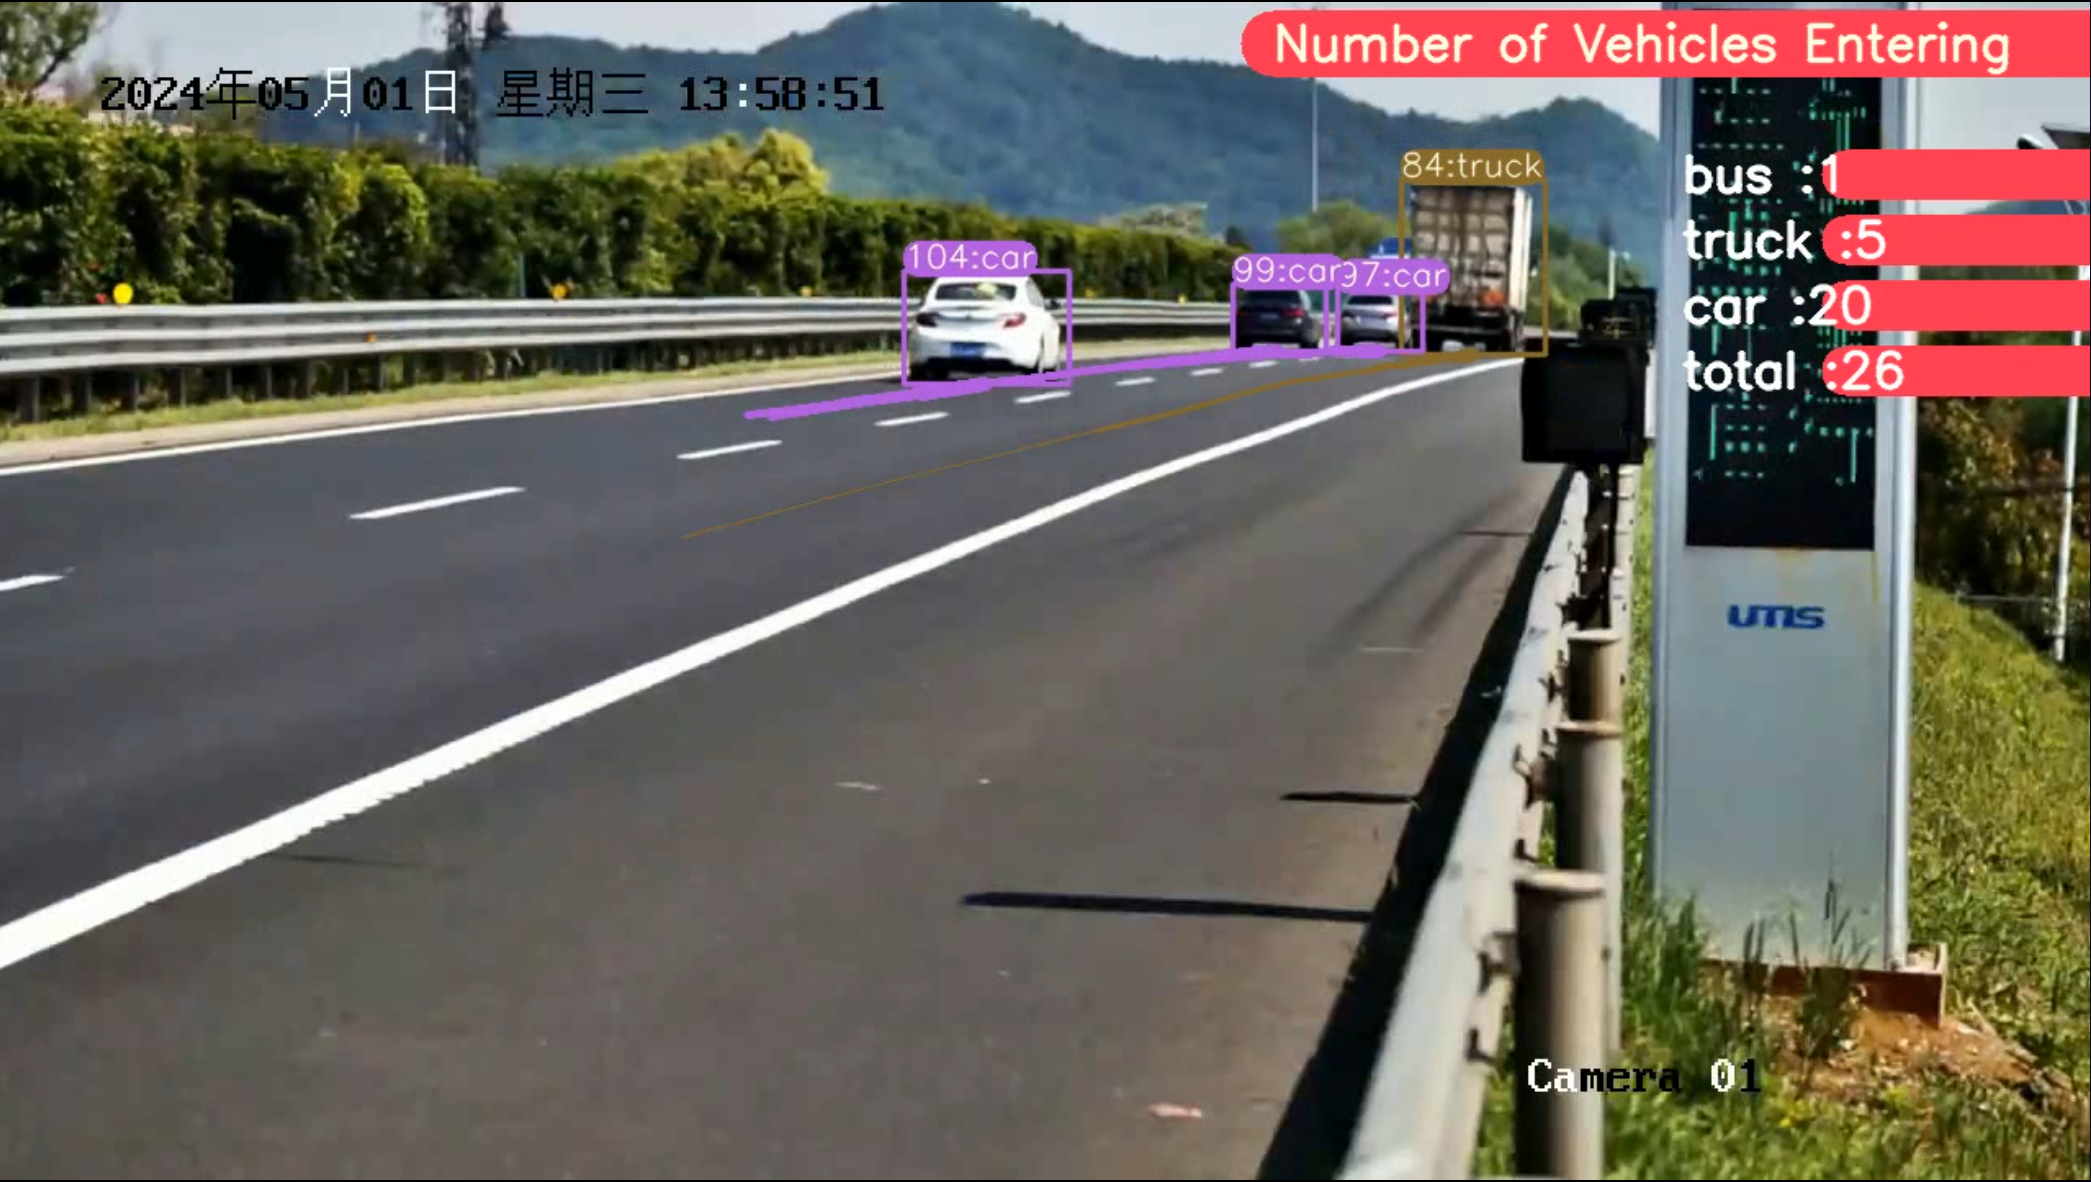 Number of Vehicles Entering
2024年05月01日 星期三 13:58:51
84:truck
bus :1
truck :5
104:car
99:car
97:car
car :20
total :26
UMS
Camera 01